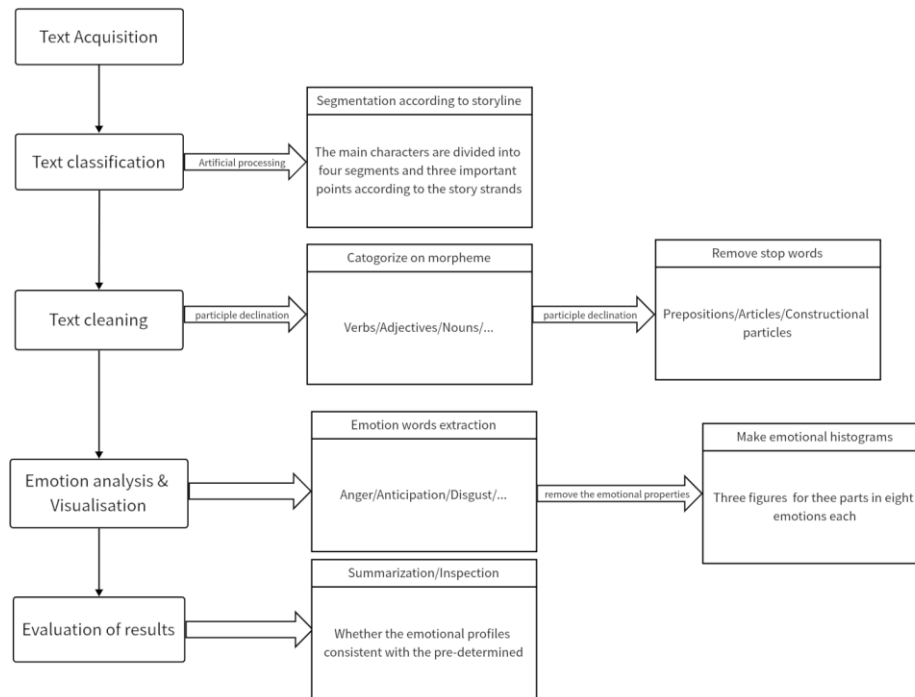 Text Acquisition
Segmentation according to storyline
Text classification
Artificial processing
The main characters are divided into
four segments and three important
points according to the story strands
Catogorize on morpheme
Remove stop words
Text cleaning
participle declination
Verbs/Adjectives/Nouns/...
participle declination
Prepositions/Articles/Constructional
particles
Emotion words extraction
Make emotional histograms
Emotion analysis &
Visualisation
Anger/Anticipation/Disgust/...
remove the emotional properties
Three figures for thee parts in eight
emotions each
Summarization/Inspection
Evaluation of results
Whether the emotional profiles
consistent with the pre-determined